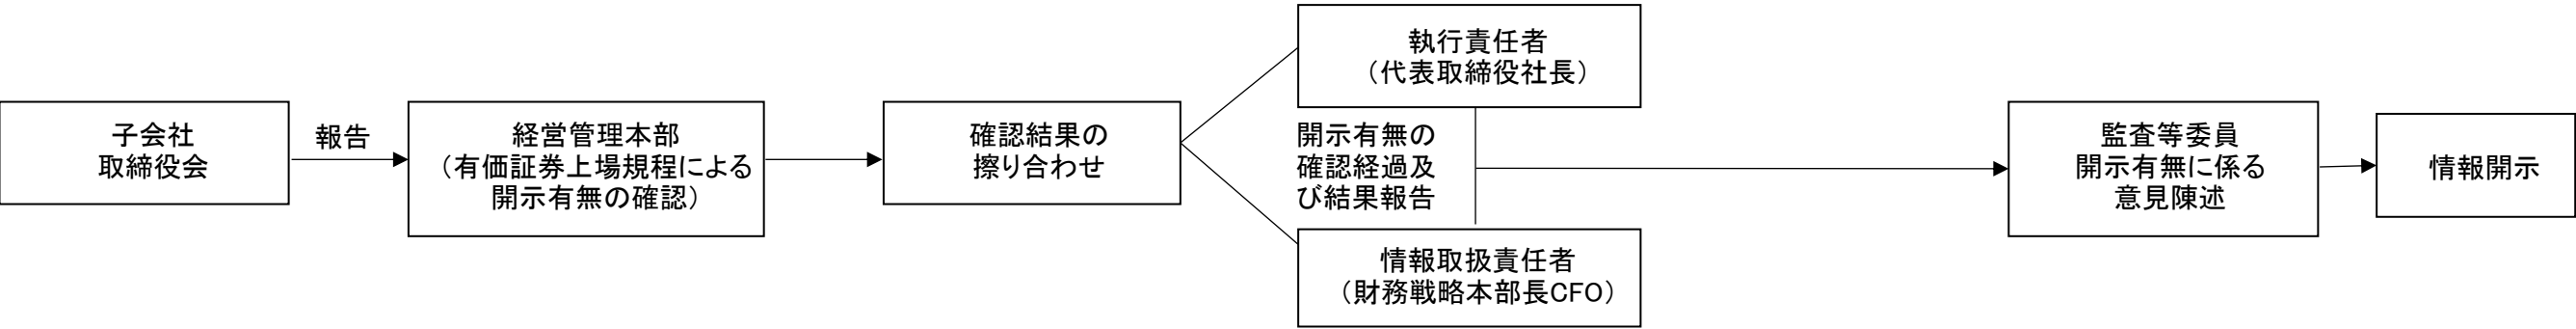 子会社
取締役会
報告
経営管理本部
（有価証券上場規程による
開示有無の確認）
確認結果の
擦り合わせ
執行責任者
（代表取締役社長）
開示有無の
確認経過及
び結果報告
情報取扱責任者
（財務戦略本部長CFO）
監査等委員
開示有無に係る
意見陳述
情報開示